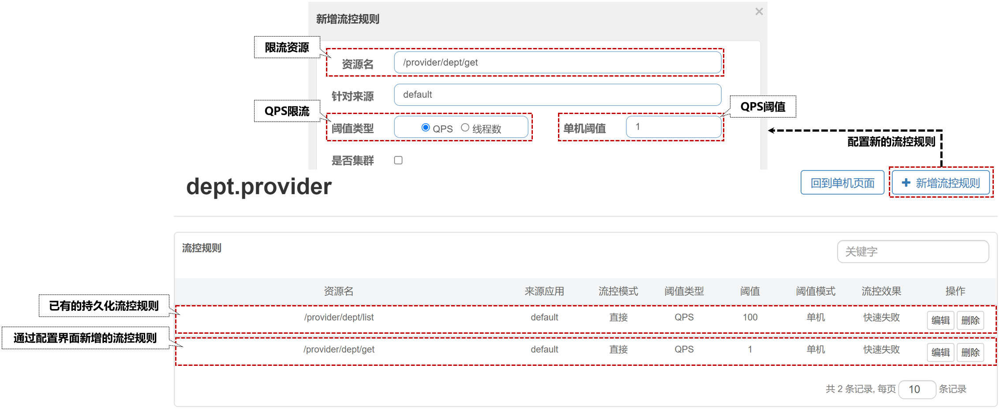 新增流控规则
×
限流资源
资源名
/provider/dept/get
针对来源
default
QPS限流
QPS阈值
阈值类型
QPS 线程数
单机阈值
1
配置新的流控规则
是否集群
dept.provider
回到单机页面
+ 新增流控规则
流控规则
关键字
资源名 来源应用 流控模式 阈值类型 阈值 阈值模式 流控效果 操作
已有的持久化流控规则
/provider/dept/list default 直接 QPS 100 单机 快速失败 编辑 删除
通过配置界面新增的流控规则
/provider/dept/get default 直接 QPS 1 单机 快速失败 编辑 删除
共 2 条记录, 每页 10 条记录